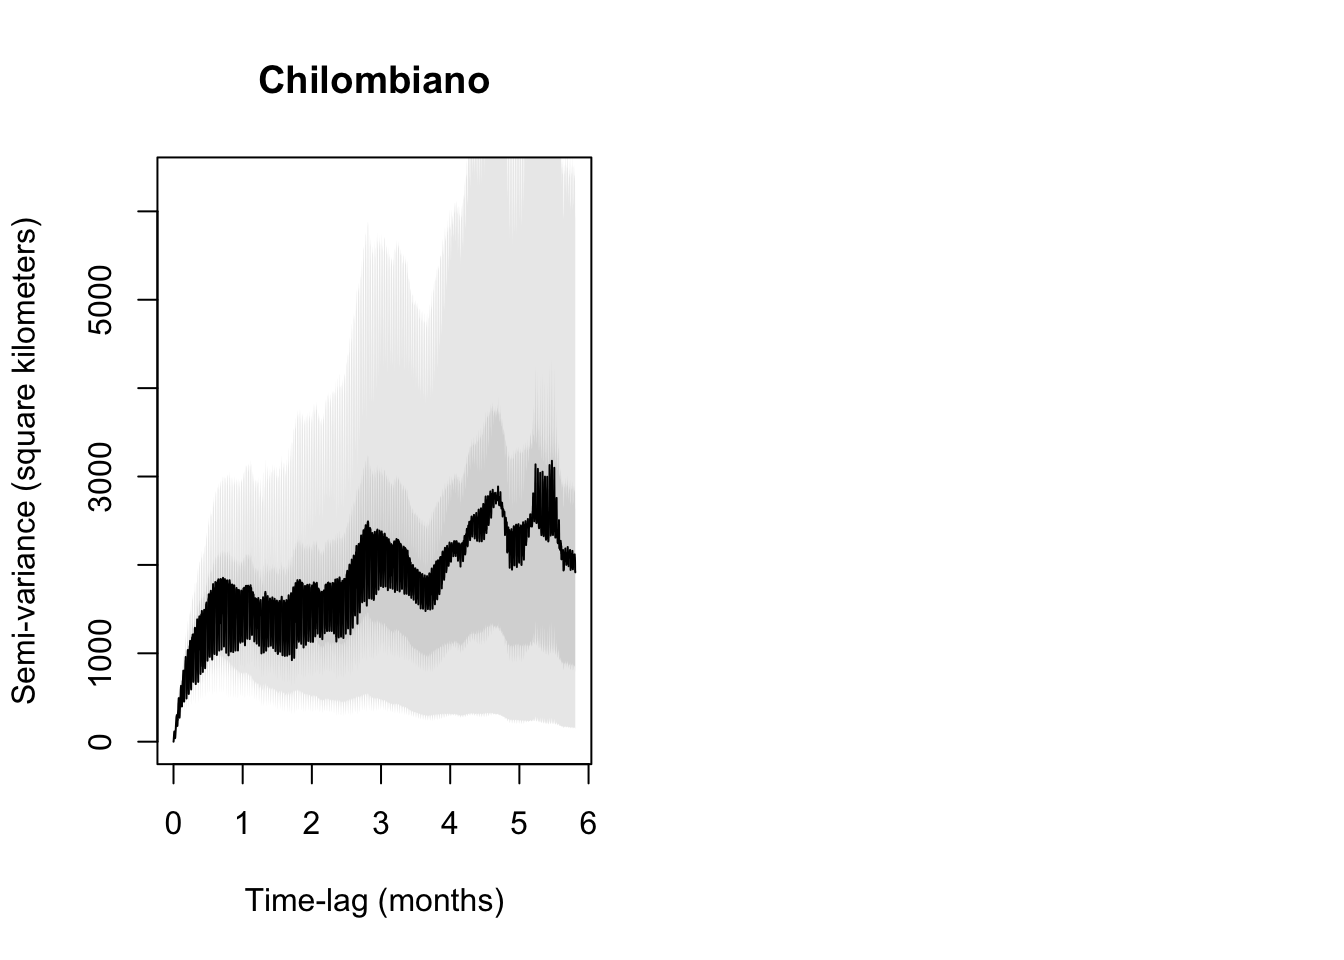 Chilombiano
Semi-variance (square kilometers)
5000
3000
1000
0
0 1 2 3 4 5 6
Time-lag (months)